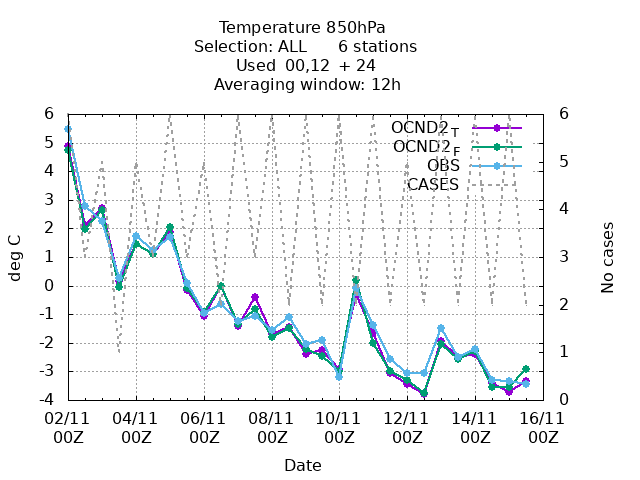 Temperature 850hPa
Selection: ALL 6 stations
Used 00,12 + 24
Averaging window: 12h
6 6
OCND2 T
5
OCND2 F
5
OBS
4
CASES
3 4
2
deg C
1 3
No cases
0
-1 2
-2
-3 1
-4 0
02/11 04/11 06/11 08/11 10/11 12/11 14/11 16/11
00Z 00Z 00Z 00Z 00Z 00Z 00Z 00Z
Date